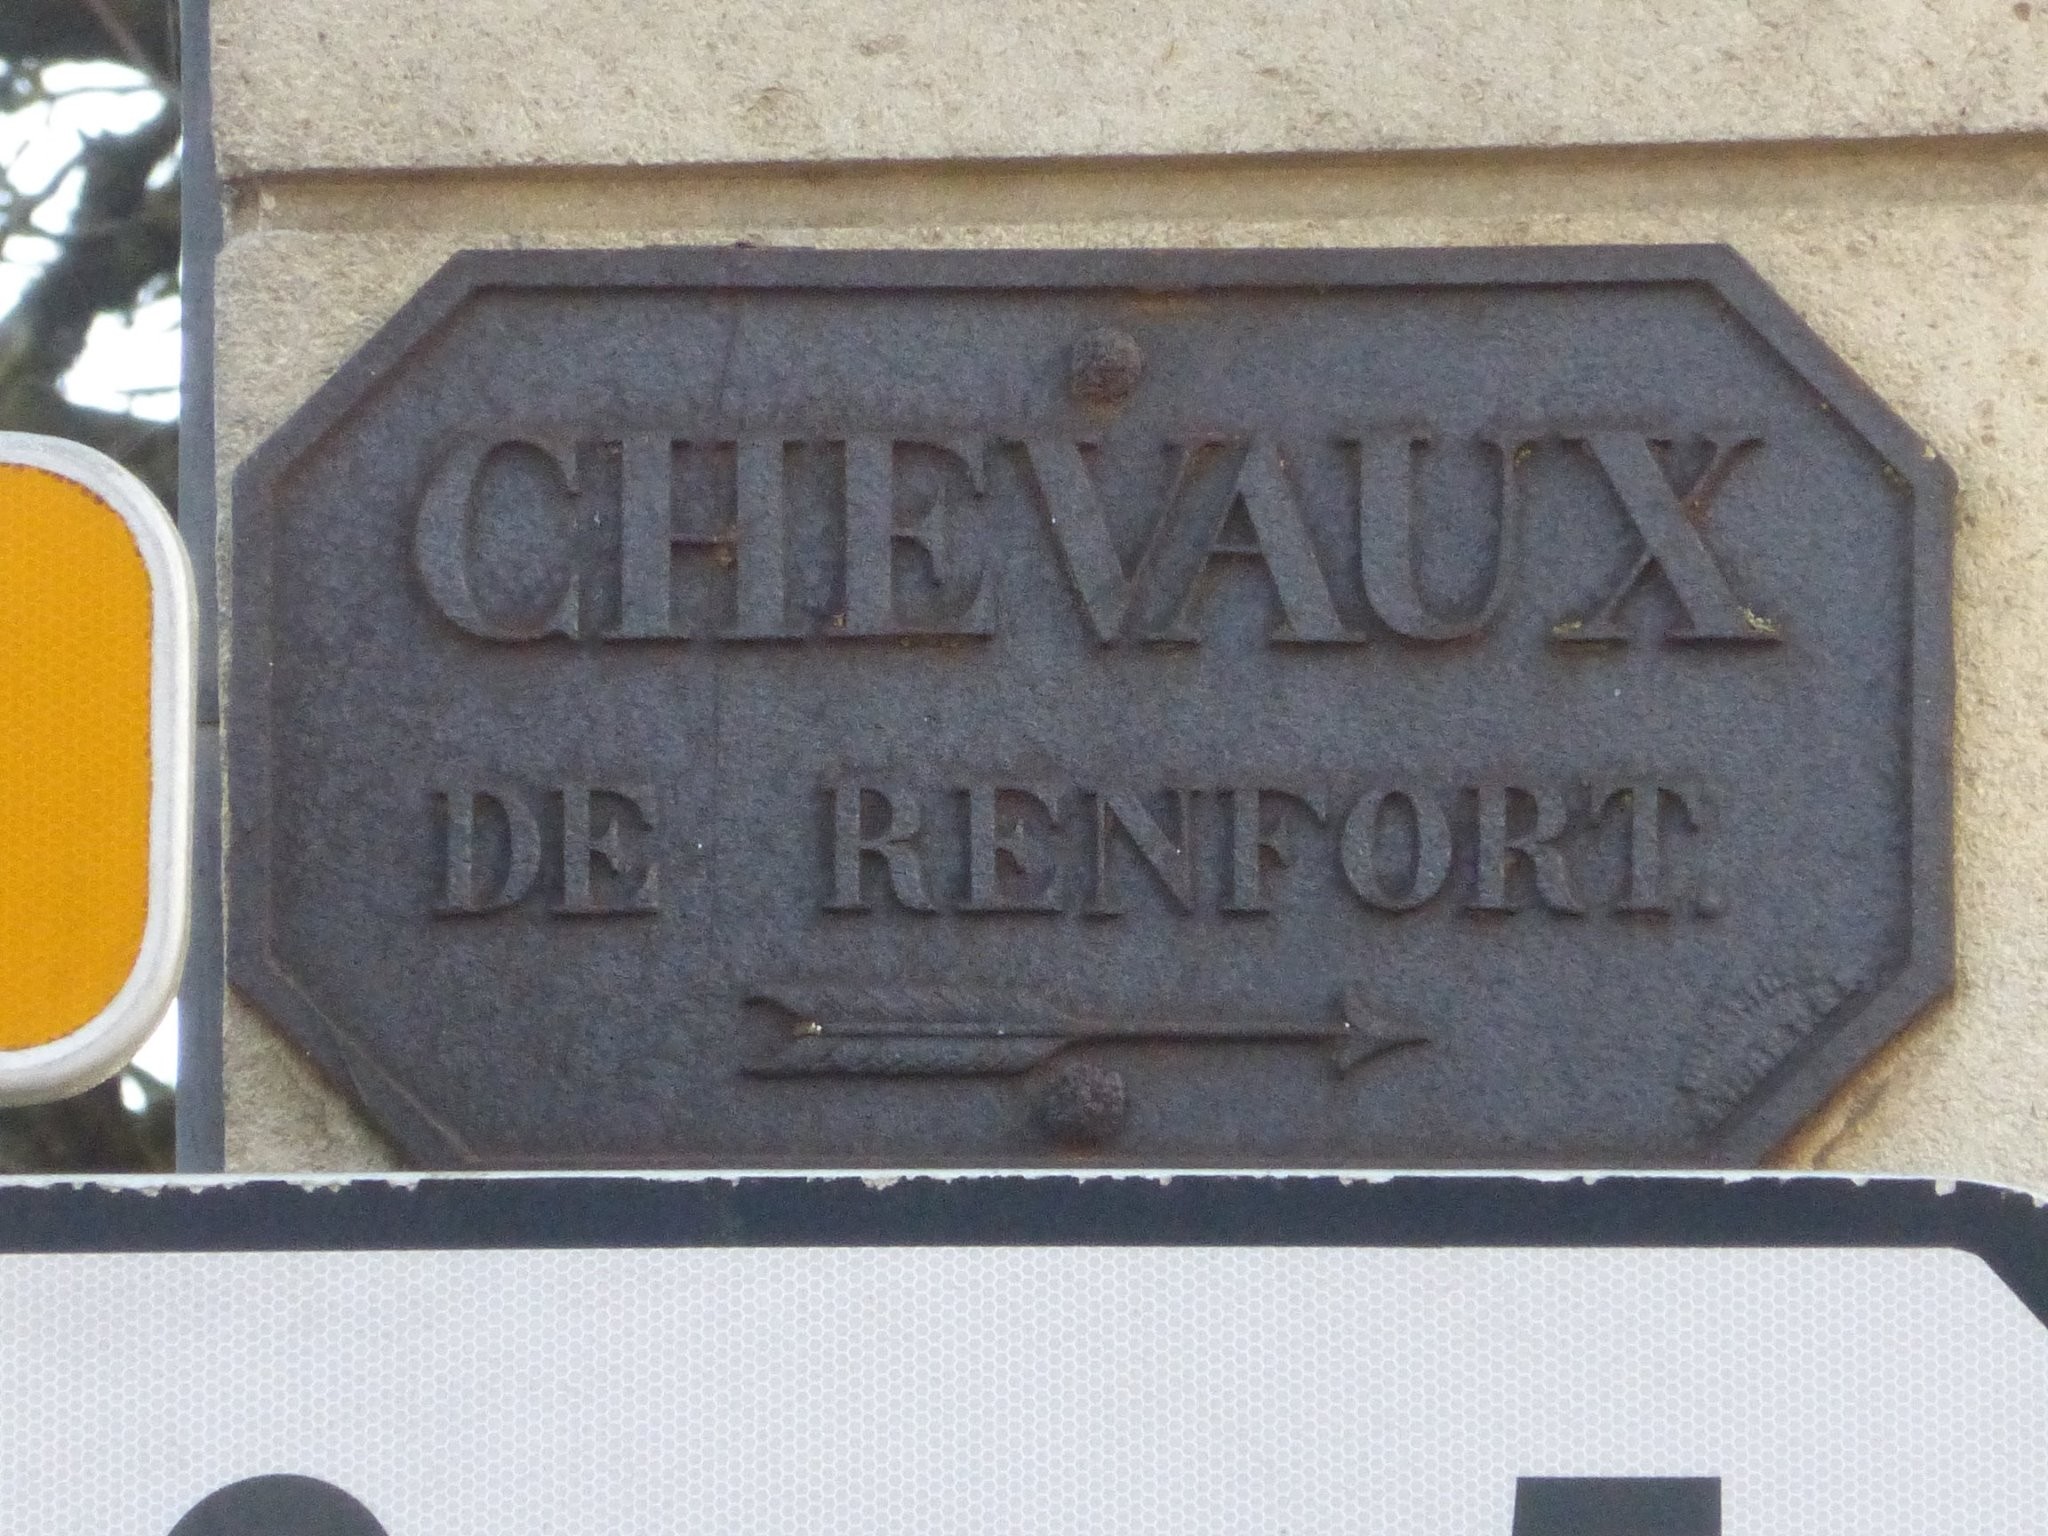 CHEVAUX
DE RENFORT.